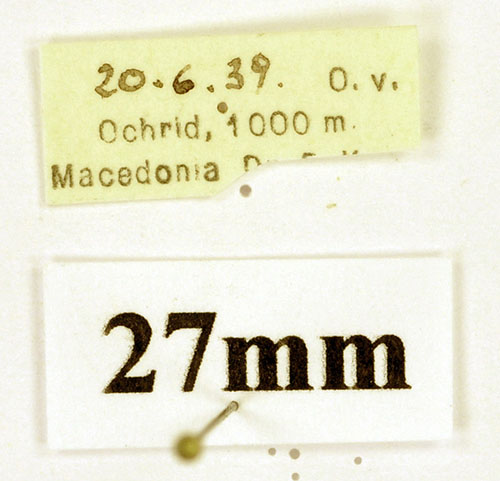 20.6.39. O.v.
Ochrid, 1000 m.
Macedonia
27mm